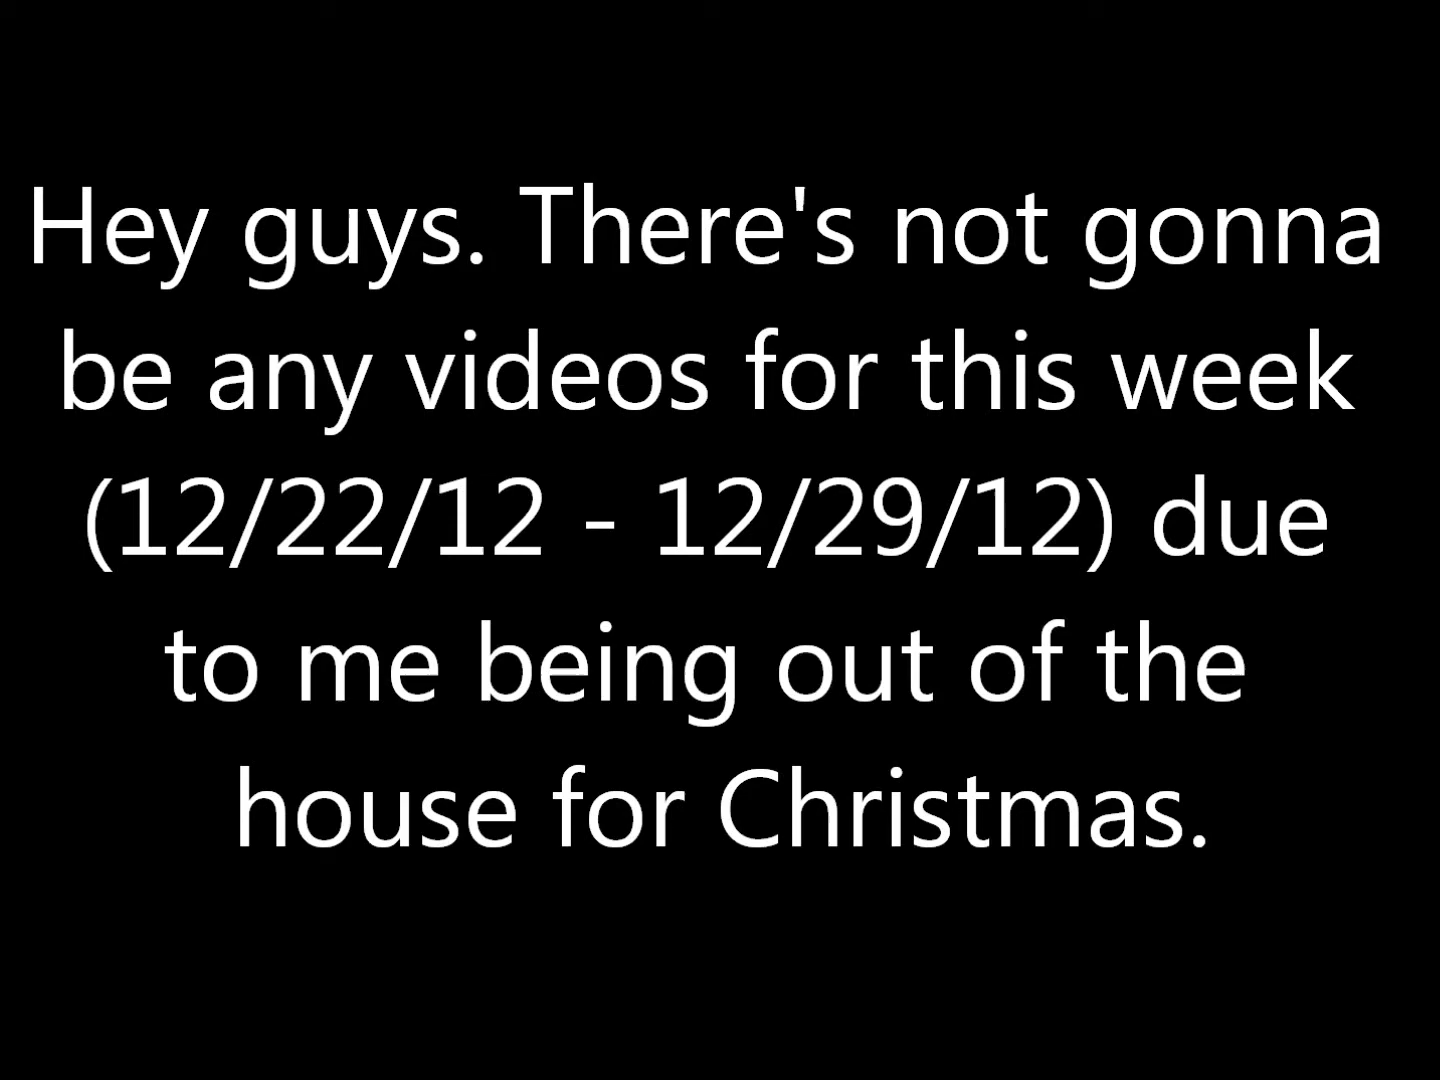 Hey guys. There's not gonna
be any videos for this week
(12/22/12 - 12/29/12) due
to me being out of the
house for Christmas.